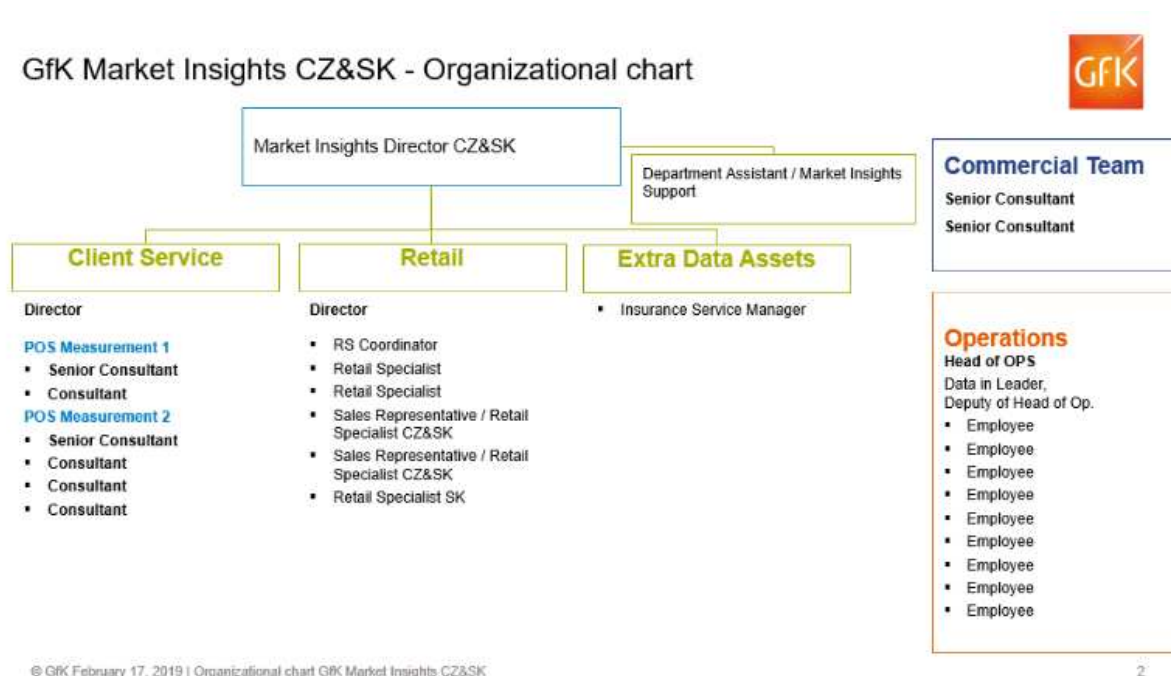 GfK Market Insights CZ&SK - Organizational chart
GfK
Market Insights Director CZ&SK
Department Assistant / Market Insights
Support
Client Service
Director
POS Measurement 1
▪ Senior Consultant
▪ Consultant
POS Measurement 2
▪ Senior Consultant
▪ Consultant
▪ Consultant
▪ Consultant
Retail
Director
▪ RS Coordinator
▪ Retail Specialist
▪ Retail Specialist
▪ Sales Representative / Retail
Specialist CZ&SK
▪ Sales Representative / Retail
Specialist CZ&SK
▪ Retail Specialist SK
Extra Data Assets
▪ Insurance Service Manager
Commercial Team
Senior Consultant
Senior Consultant
Operations
Head of OPS
Data in Leader,
Deputy of Head of Op.
▪ Employee
▪ Employee
▪ Employee
▪ Employee
▪ Employee
▪ Employee
▪ Employee
▪ Employee
▪ Employee
© GfK February 17, 2019 | Organizational chart GfK Market Insights CZ&SK
2